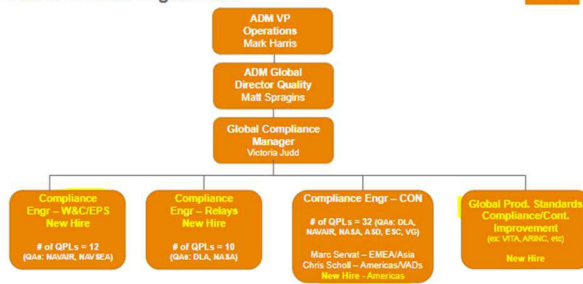 ADM VP
Operations
Mark Harris
ADM Global
Director Quality
Matt Spragins
Global Compliance
Manager
Victoria Judd
Compliance
Engr – W&C/EPS
New Hire
# of QPLs = 12
(QAs: NAVAIR, NAVSEA)
Compliance
Engr – Relays
New Hire
# of QPLs = 10
(QAs: DLA, NASA)
Compliance Engr – CON
# of QPLs = 32 (QAs: DLA,
NAVAIR, NASA, ASD, ESC, VG)
Marc Servat – EMEA/Asia
Chris Scholl – Americas/VADs
New Hire - Americas
Global Prod. Standards
Compliance/Cont.
Improvement
(ex: VITA, ARINC, etc)
New Hire